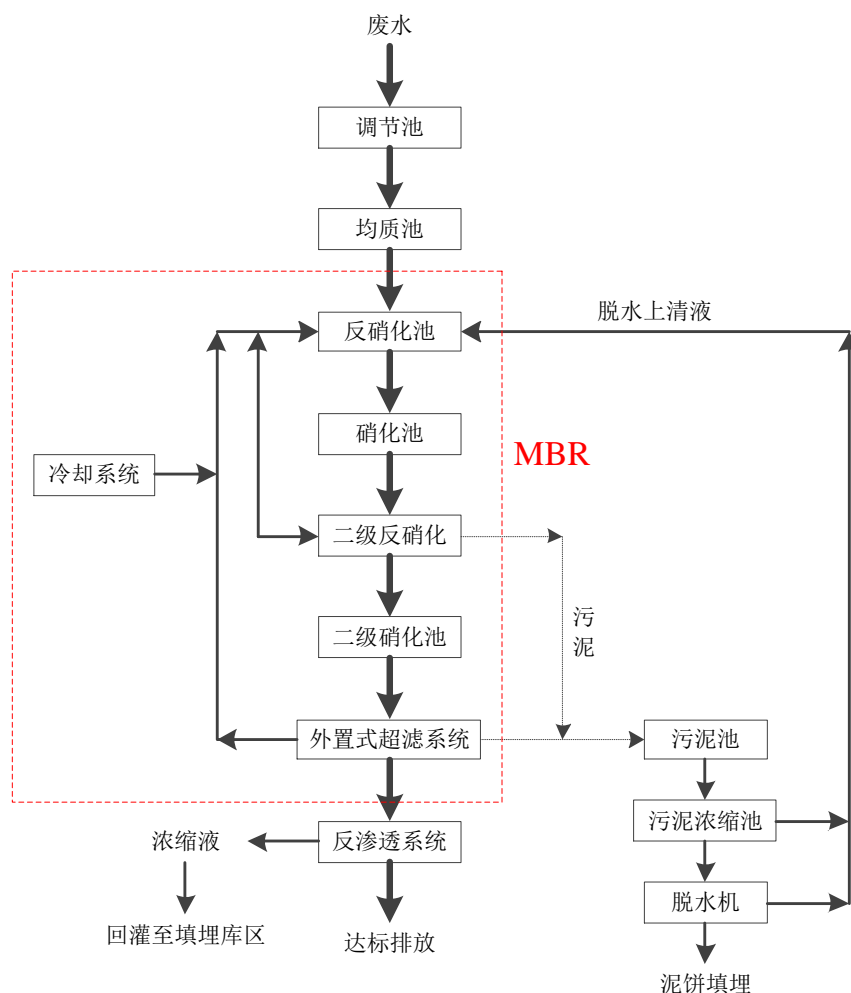 废水
调节池
均质池
脱水上清液
反硝化池
硝化池
MBR
冷却系统
二级反硝化
污
泥
二级硝化池
外置式超滤系统
污泥池
污泥浓缩池
浓缩液
反渗透系统
脱水机
回灌至填埋库区
达标排放
泥饼填埋